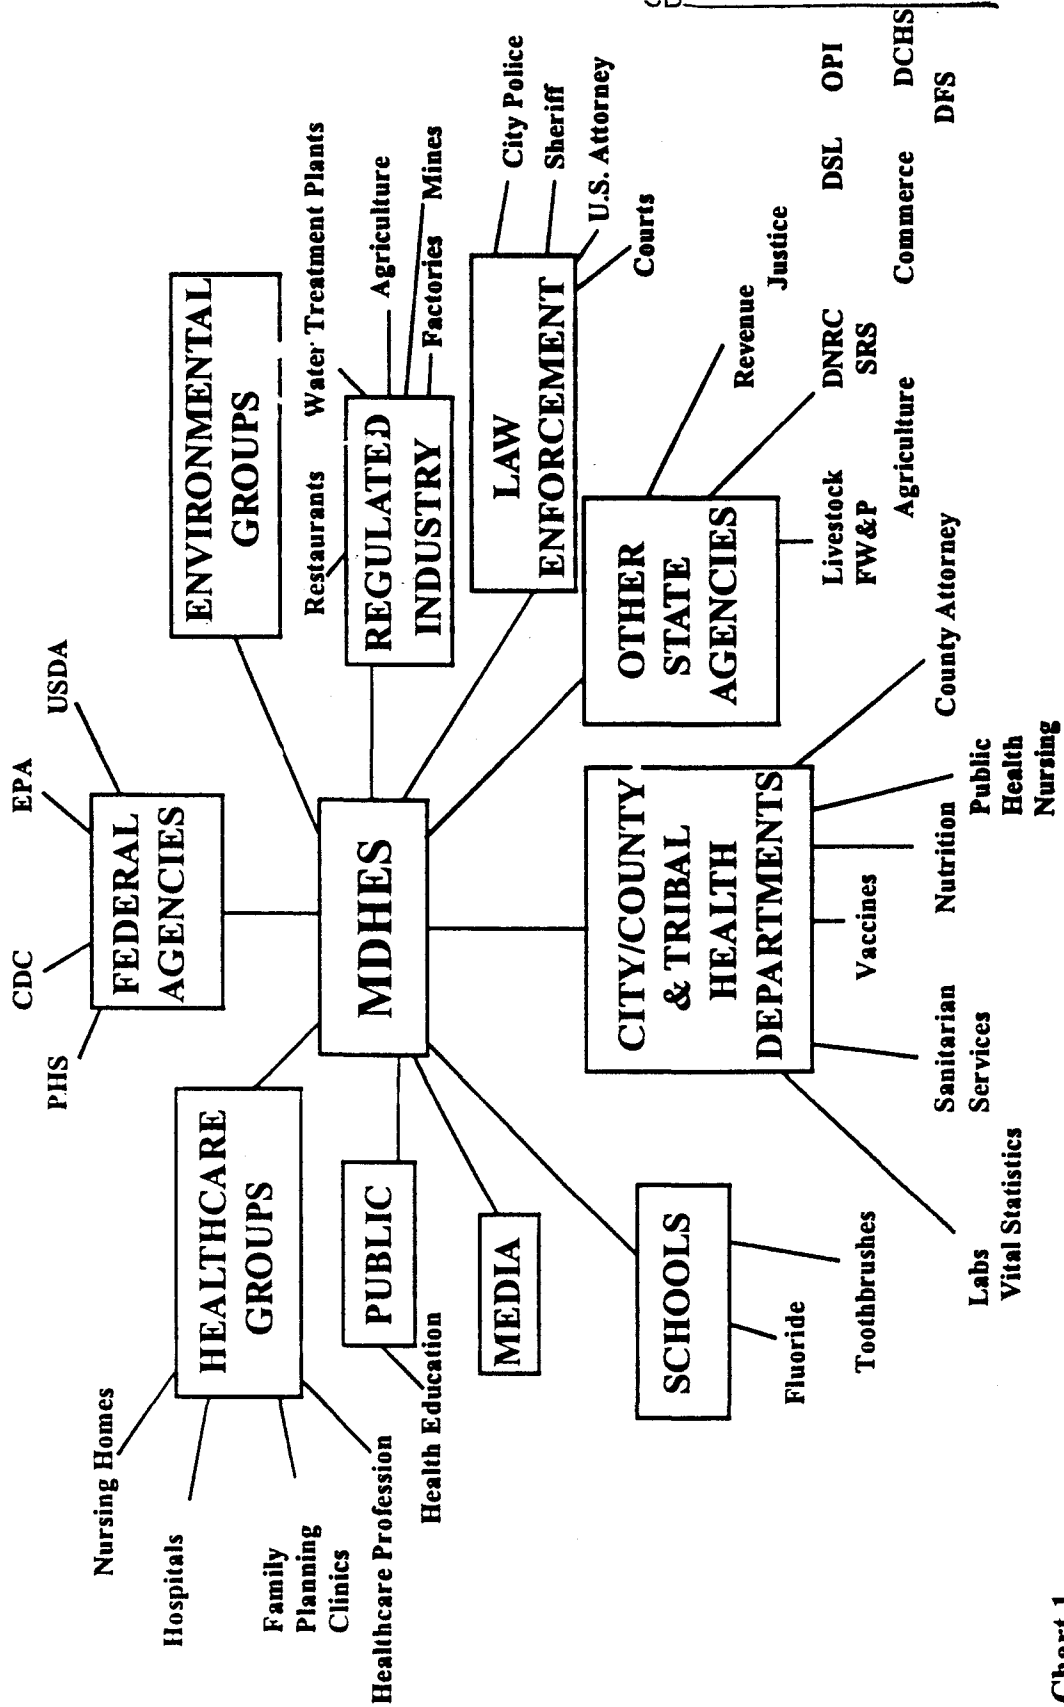 CDC
EPA
PHS
USDA
FEDERAL
AGENCIES
Nursing Homes
Hospitals
Family
Planning
Clinics
Healthcare Profession
HEALTHCARE
GROUPS
ENVIRONMENTAL
GROUPS
Restaurants
Water Treatment Plants
Agriculture
Factories
Mines
REGULATED
INDUSTRY
MDHES
PUBLIC
Health Education
MEDIA
LAW
ENFORCEMENT
City Police
Sheriff
U.S. Attorney
Courts
SCHOOLS
Fluoride
Toothbrushes
CITY/COUNTY
& TRIBAL
HEALTH
DEPARTMENTS
Labs
Vital Statistics
Sanitarian
Services
Vaccines
Nutrition
Public
Health
Nursing
County Attorney
OTHER
STATE
AGENCIES
Revenue
Justice
Livestock
FW&P
DNRC
SRS
DSL
OPI
Agriculture
Commerce
DCHS
DFS
Chart 1